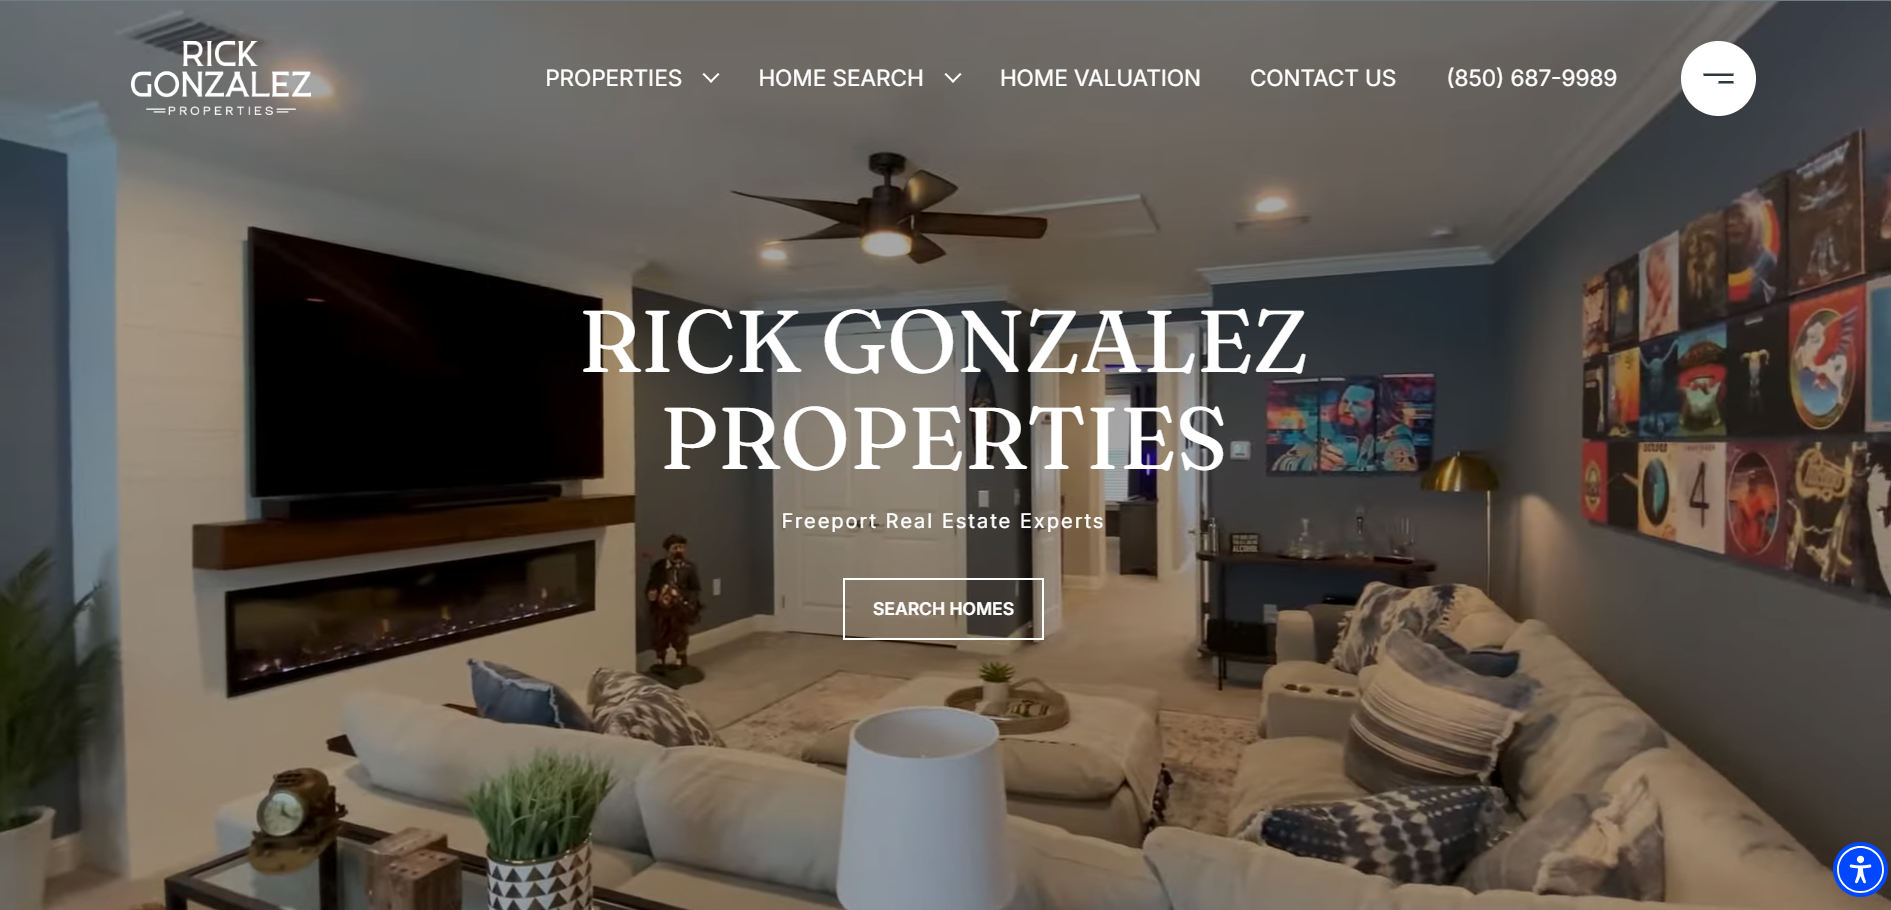 RICK
GONZALEZ
PROPERTIES
PROPERTIES
HOME SEARCH
HOME VALUATION
CONTACT US
(850) 687-9989
RICK GONZALEZ
PROPERTIES
Freeport Real Estate Experts
SEARCH HOMES
4